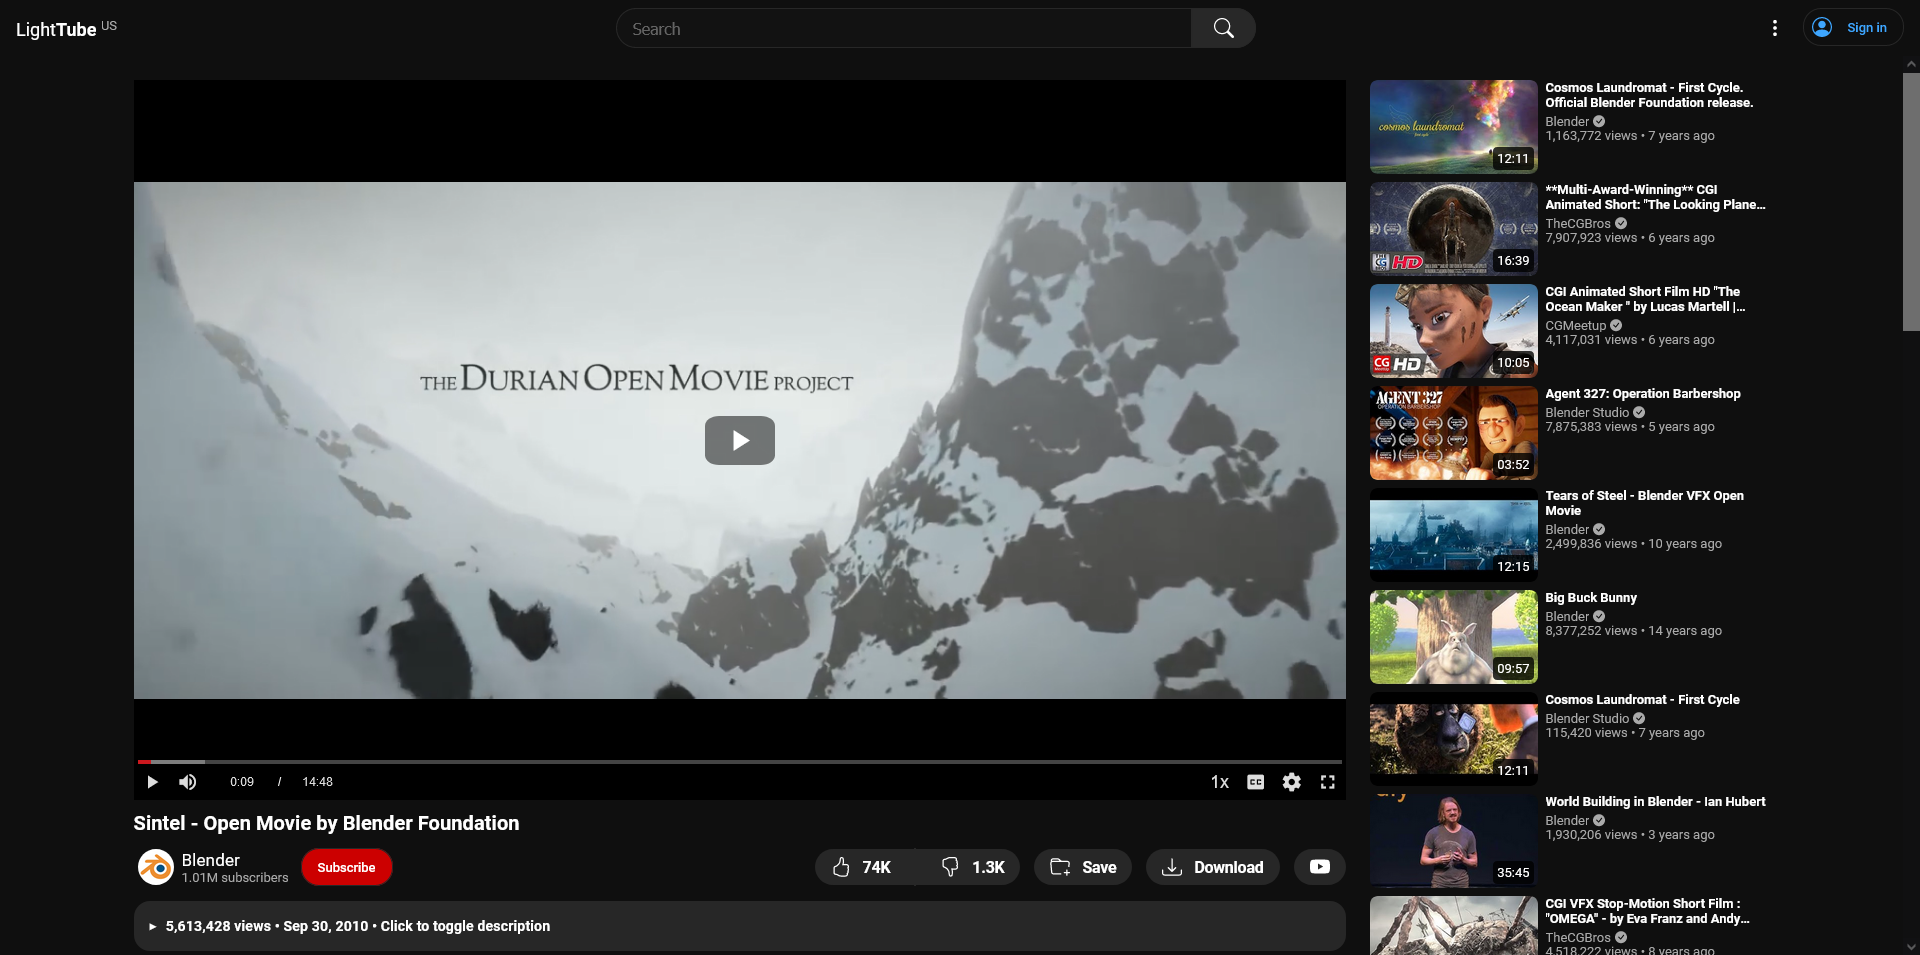 LightTube US
Search
Sign in
THE DURIAN OPEN MOVIE PROJECT
0:09 / 14:48
1x
CC
Sintel - Open Movie by Blender Foundation
Blender
1.01M subscribers
Subscribe
74K
1.3K
Save
Download
5,613,428 views • Sep 30, 2010 • Click to toggle description
cosmos laundromat
12:11
Cosmos Laundromat - First Cycle.
Official Blender Foundation release.
Blender
1,163,772 views • 7 years ago
THE CG BROS
HD
16:39
**Multi-Award-Winning** CGI
Animated Short: "The Looking Plane...
TheCGBros
7,907,923 views • 6 years ago
CG
HD
10:05
CGI Animated Short Film HD "The
Ocean Maker " by Lucas Martell |...
CGMeetup
4,117,031 views • 6 years ago
AGENT 327
OPERATION BARBERSHOP
03:52
Agent 327: Operation Barbershop
Blender Studio
7,875,383 views • 5 years ago
12:15
Tears of Steel - Blender VFX Open
Movie
Blender
2,499,836 views • 10 years ago
09:57
Big Buck Bunny
Blender
8,377,252 views • 14 years ago
12:11
Cosmos Laundromat - First Cycle
Blender Studio
115,420 views • 7 years ago
35:45
World Building in Blender - Ian Hubert
Blender
1,930,206 views • 3 years ago
CGI VFX Stop-Motion Short Film :
"OMEGA" - by Eva Franz and Andy...
TheCGBros
4,518,222 views • 8 years ago